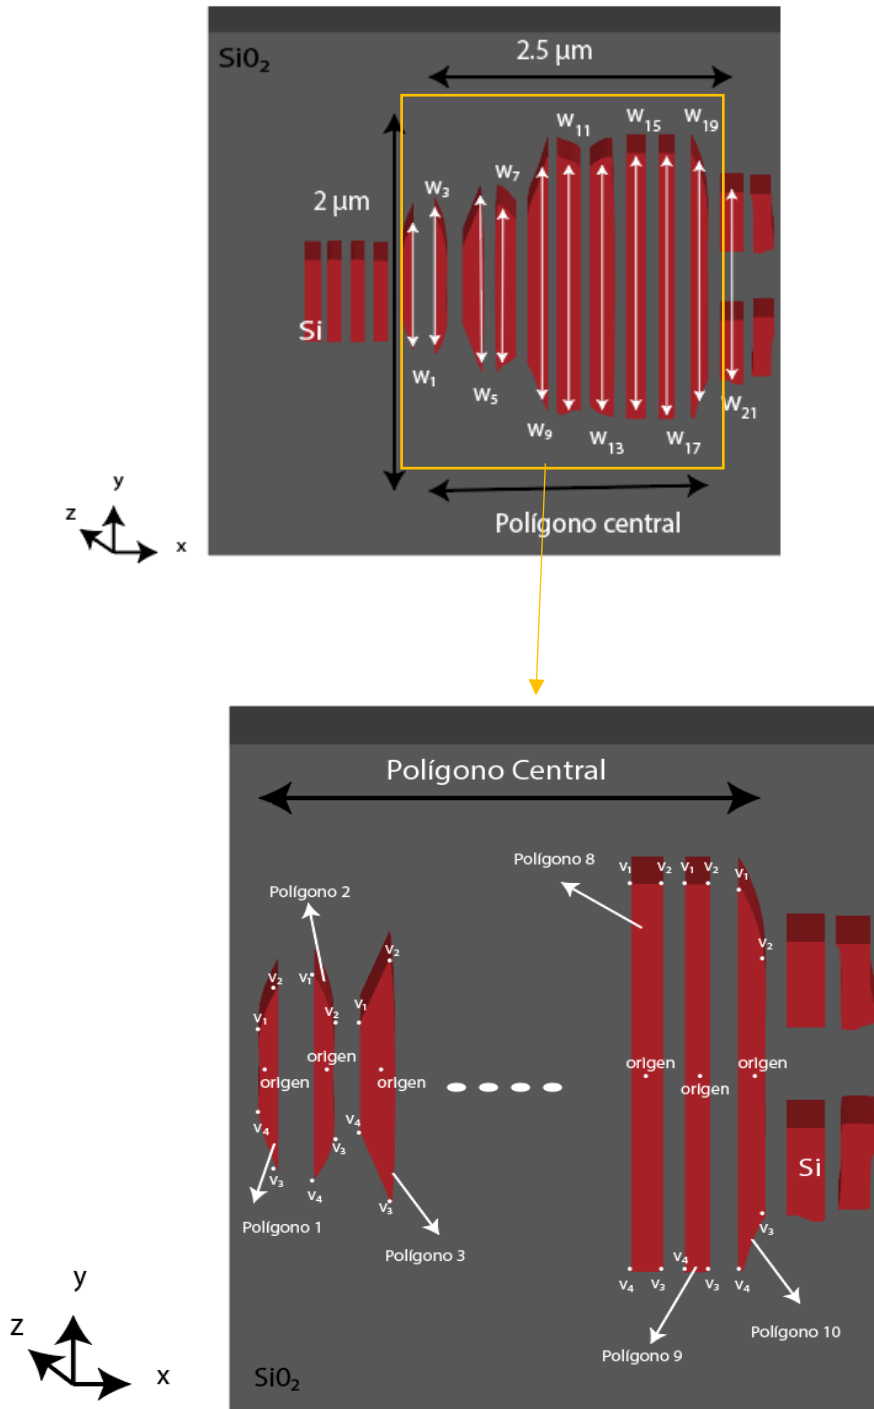 SiO₂
2.5 µm
W₁₁
W₁₅
W₁₉
W₃
W₇
2 µm
Si
W₁
W₅
W₂₁
W₉
W₁₃
W₁₇
Polígono central
y
z
x
Polígono Central
Polígono 8
V₁
V₂
V₁
V₂
V₁
Polígono 2
V₂
V₂
V₂
V₁
V₁
V₂
V₁
origen
origen
origen
origen
origen
origen
V₄
V₄
V₃
V₃
V₄
V₃
Si
V₃
Polígono 1
Polígono 3
V₄
V₄
V₃
V₃
V₄
Polígono 10
Polígono 9
y
z
x
SiO₂